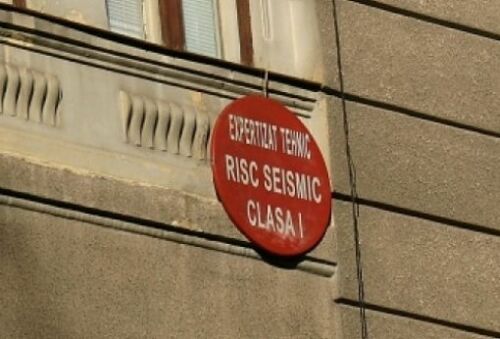 EXPERTIZAT TEHNIC
RISC SEISMIC
CLASA I